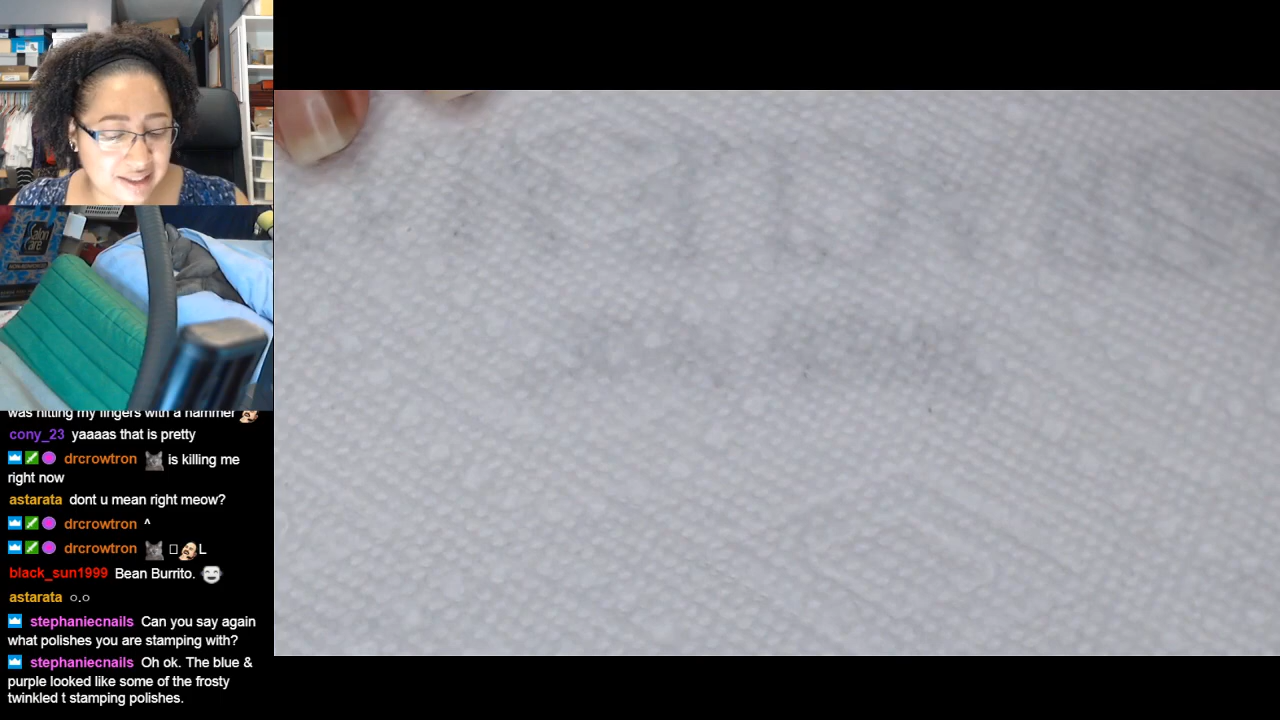 Salon
Care
was hitting my fingers with a hammer
cony_23 yaaaas that is pretty
drcrowtron is killing me
right now
astarata dont u mean right meow?
drcrowtron ^
drcrowtron L
black_sun1999 Bean Burrito.
astarata o.o
stephaniecnails Can you say again
what polishes you are stamping with?
stephaniecnails Oh ok. The blue &
purple looked like some of the frosty
twinkled t stamping polishes.